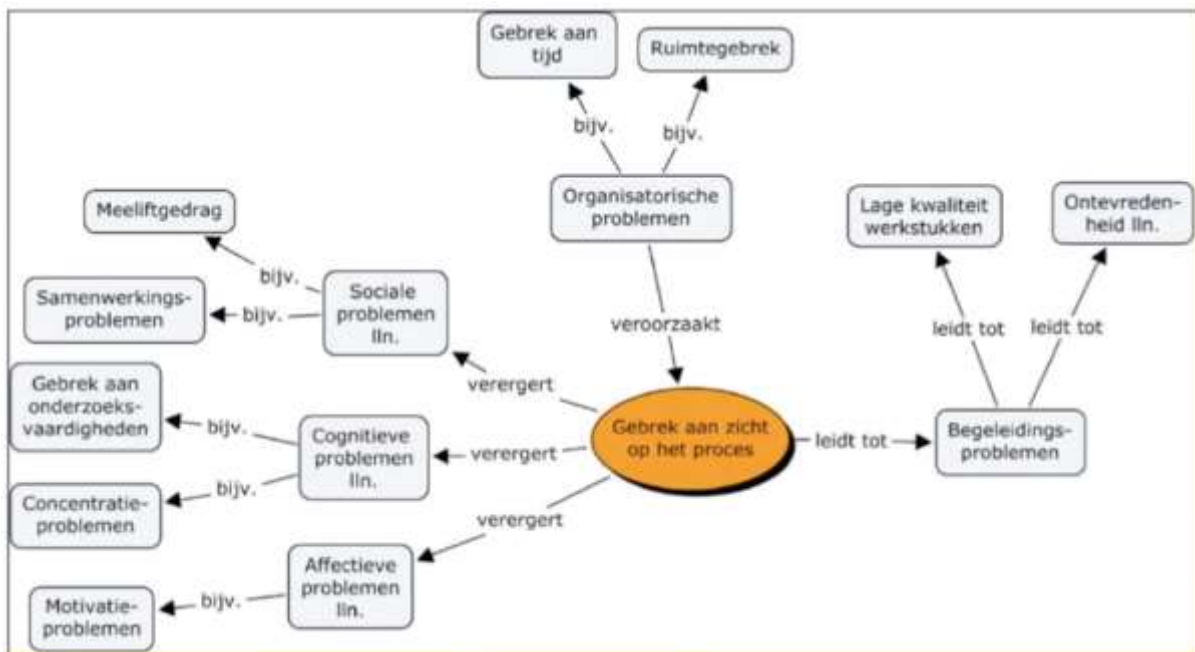 Gebrek aan
tijd
Ruimtegebrek
bijv.
bijv.
Organisatorische
problemen
Lage kwaliteit
werkstukken
Ontevreden-
heid lln.
Meeliftgedrag
bijv.
Samenwerkings-
problemen
bijv.
Sociale
problemen
lln.
veroorzaakt
leidt tot
leidt tot
verergert
Gebrek aan
onderzoeks-
vaardigheden
bijv.
Cognitieve
problemen
lln.
verergert
Gebrek aan zicht
op het proces
leidt tot
Begeleidings-
problemen
Concentratie-
problemen
bijv.
verergert
Affectieve
problemen
lln.
bijv.
Motivatie-
problemen